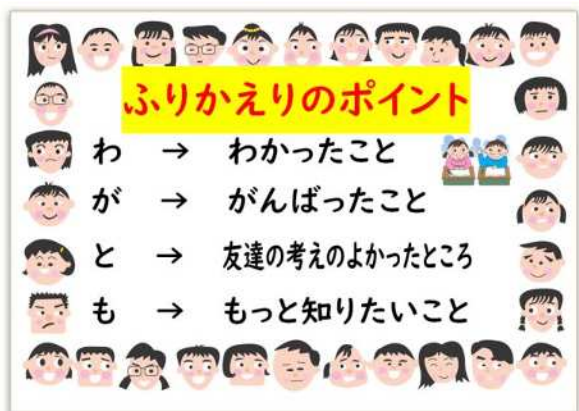 ふりかえりのポイント
わ → わかったこと
が → がんばったこと
と → 友達の考えのよかったところ
も → もっと知りたいこと